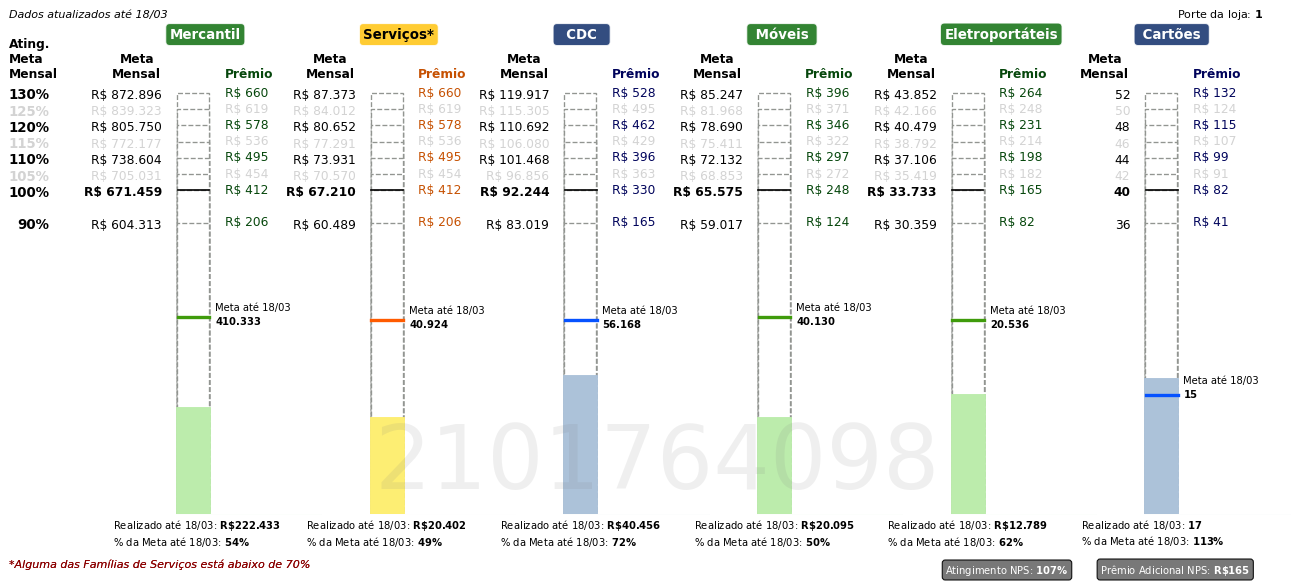 Dados atualizados até 18/03 Porte da loja: 1
Mercantil Serviços* CDC Móveis Eletroportáteis Cartões
Ating. Meta Mensal Meta Mensal Prêmio Meta Mensal Prêmio Meta Mensal Prêmio Meta Mensal Prêmio Meta Mensal Prêmio Meta Mensal Prêmio
130% R$ 872.896 R$ 660 R$ 87.373 R$ 660 R$ 119.917 R$ 528 R$ 85.247 R$ 396 R$ 43.852 R$ 264 52 R$ 132
125% R$ 839.323 R$ 619 R$ 84.012 R$ 619 R$ 115.305 R$ 495 R$ 81.968 R$ 371 R$ 42.166 R$ 248 50 R$ 124
120% R$ 805.750 R$ 578 R$ 80.652 R$ 578 R$ 110.692 R$ 462 R$ 78.690 R$ 346 R$ 40.479 R$ 231 48 R$ 115
115% R$ 772.177 R$ 536 R$ 77.291 R$ 536 R$ 106.080 R$ 429 R$ 75.411 R$ 322 R$ 38.792 R$ 214 46 R$ 107
110% R$ 738.604 R$ 495 R$ 73.931 R$ 495 R$ 101.468 R$ 396 R$ 72.132 R$ 297 R$ 37.106 R$ 198 44 R$ 99
105% R$ 705.031 R$ 454 R$ 70.570 R$ 454 R$ 96.856 R$ 363 R$ 68.853 R$ 272 R$ 35.419 R$ 182 42 R$ 91
100% R$ 671.459 R$ 412 R$ 67.210 R$ 412 R$ 92.244 R$ 330 R$ 65.575 R$ 248 R$ 33.733 R$ 165 40 R$ 82
90% R$ 604.313 R$ 206 R$ 60.489 R$ 206 R$ 83.019 R$ 165 R$ 59.017 R$ 124 R$ 30.359 R$ 82 36 R$ 41
Meta até 18/03 Meta até 18/03 Meta até 18/03 Meta até 18/03 Meta até 18/03
410.333 40.924 56.168 40.130 20.536
Meta até 18/03
15
2101764098
Realizado até 18/03: R$222.433 Realizado até 18/03: R$20.402 Realizado até 18/03: R$40.456 Realizado até 18/03: R$20.095 Realizado até 18/03: R$12.789 Realizado até 18/03: 17
% da Meta até 18/03: 54% % da Meta até 18/03: 49% % da Meta até 18/03: 72% % da Meta até 18/03: 50% % da Meta até 18/03: 62% % da Meta até 18/03: 113%
*Alguma das Famílias de Serviços está abaixo de 70% Atingimento NPS: 107% Prêmio Adicional NPS: R$165